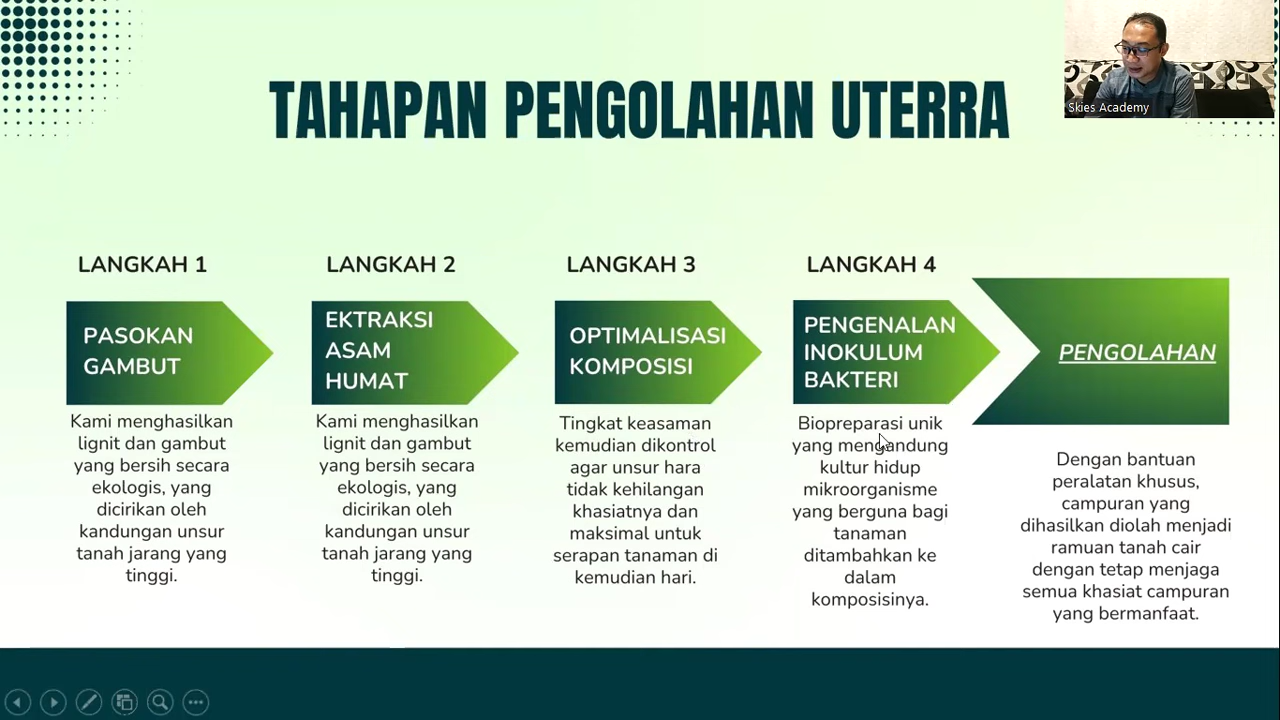 TAHAPAN PENGOLAHAN UTERRA
Skies Academy
LANGKAH 1
PASOKAN
GAMBUT
Kami menghasilkan
lignit dan gambut
yang bersih secara
ekologis, yang
dicirikan oleh
kandungan unsur
tanah jarang yang
tinggi.
LANGKAH 2
EKTRAKSI
ASAM
HUMAT
Kami menghasilkan
lignit dan gambut
yang bersih secara
ekologis, yang
dicirikan oleh
kandungan unsur
tanah jarang yang
tinggi.
LANGKAH 3
OPTIMALISASI
KOMPOSISI
Tingkat keasaman
kemudian dikontrol
agar unsur hara
tidak kehilangan
khasiatnya dan
maksimal untuk
serapan tanaman di
kemudian hari.
LANGKAH 4
PENGENALAN
INOKULUM
BAKTERI
Biopreparasi unik
yang mengandung
kultur hidup
mikroorganisme
yang berguna bagi
tanaman
ditambahkan ke
dalam
komposisinya.
PENGOLAHAN
Dengan bantuan
peralatan khusus,
campuran yang
dihasilkan diolah menjadi
ramuan tanah cair
dengan tetap menjaga
semua khasiat campuran
yang bermanfaat.